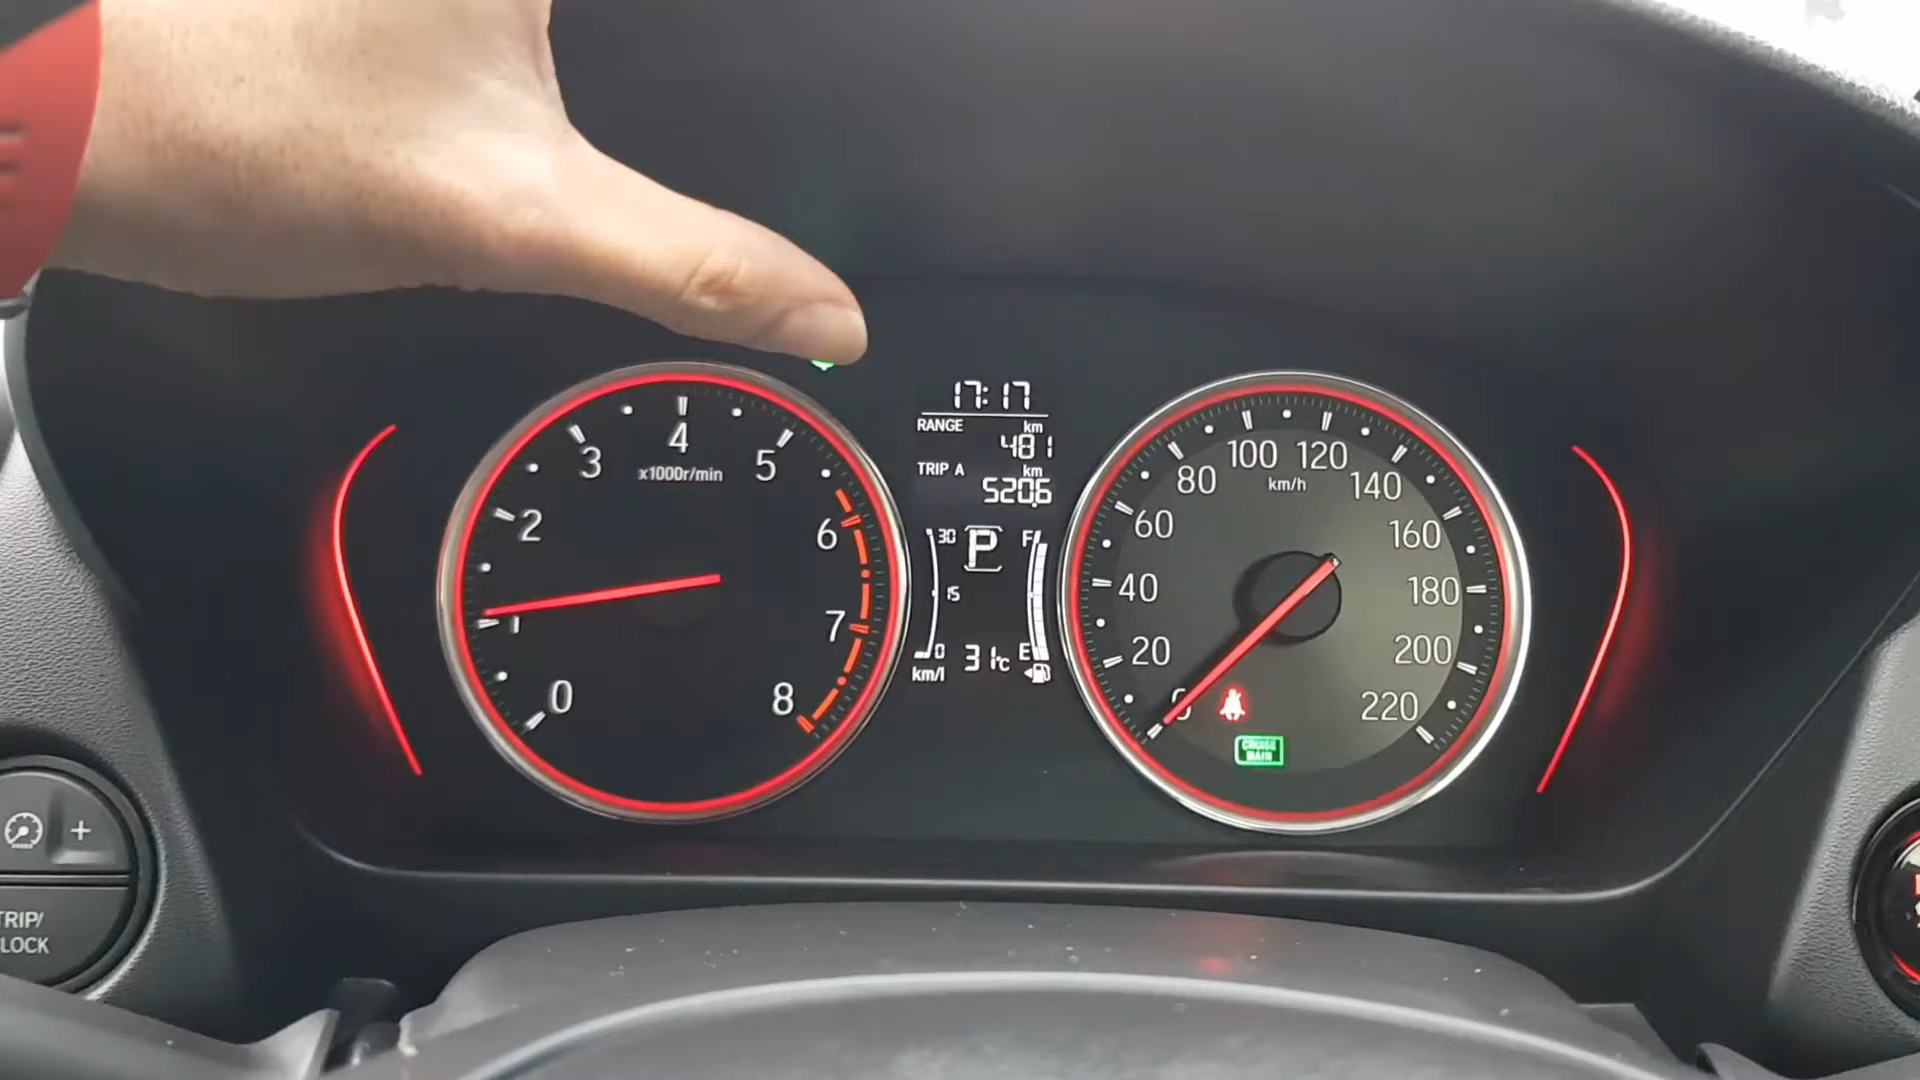 17:17
RANGE km
481
TRIP A km
520.6
3 4 5
x1000r/min
2 6
1 7
0 8
30 P F
15
0 31°C E
km/l
100 120
80 km/h 140
60 160
40 180
20 200
0 220
CRUISE
MAIN
+
TRIP/
LOCK